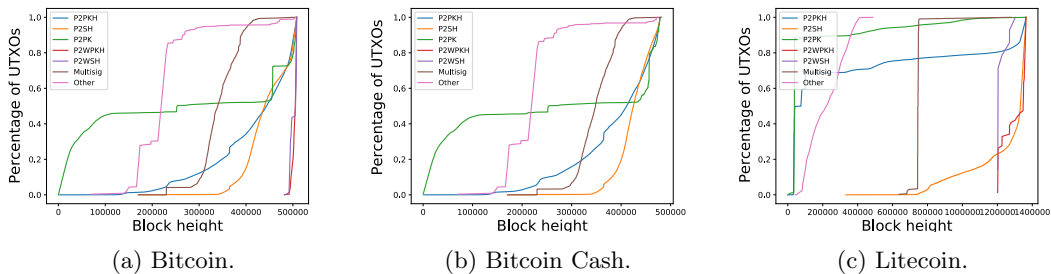 Percentage of UTXOs
1.0
0.8
0.6
0.4
0.2
0.0
P2PKH
P2SH
P2PK
P2WPKH
P2WSH
Multisig
Other
0 100000 200000 300000 400000 500000
Block height
(a) Bitcoin.
Percentage of UTXOs
1.0
0.8
0.6
0.4
0.2
0.0
P2PKH
P2SH
P2PK
P2WPKH
P2WSH
Multisig
Other
0 100000 200000 300000 400000 500000
Block height
(b) Bitcoin Cash.
Percentage of UTXOs
1.0
0.8
0.6
0.4
0.2
0.0
P2PKH
P2SH
P2PK
P2WPKH
P2WSH
Multisig
Other
0 200000 400000 600000 800000 1000000 1200000 1400000
Block height
(c) Litecoin.